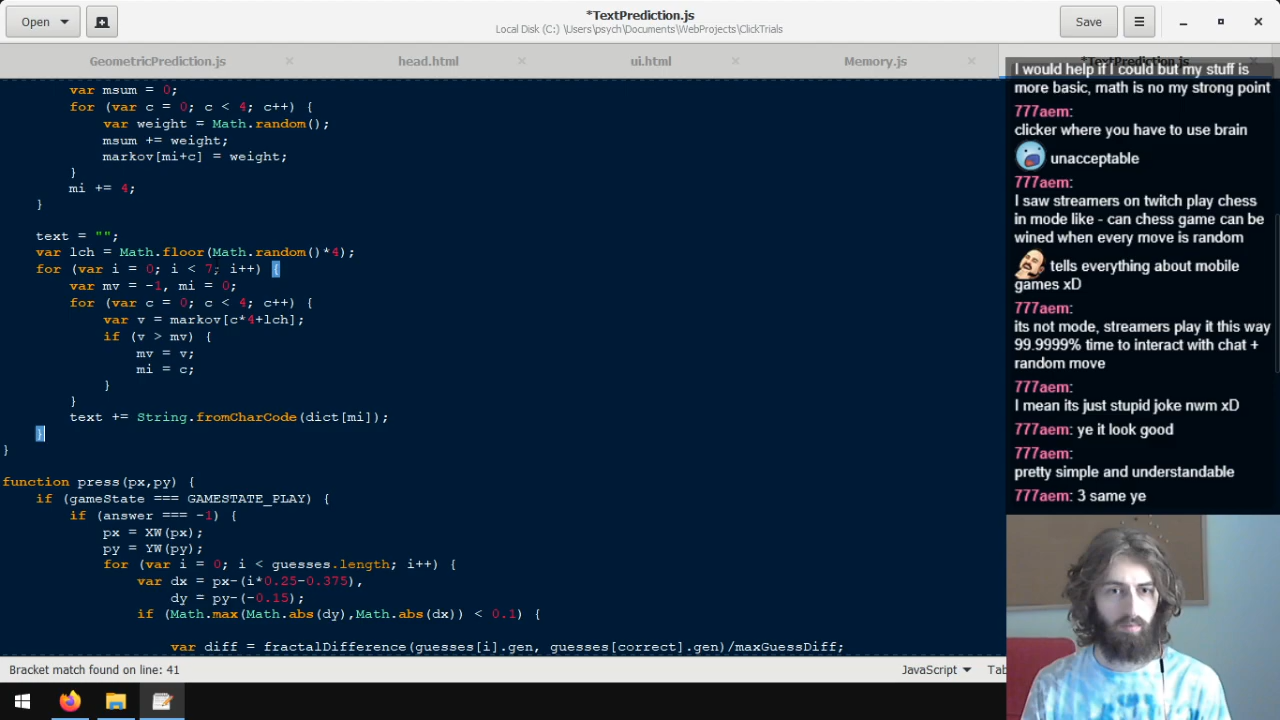 Open
*TextPrediction.js
Local Disk (C:) \Users\psych\Documents\WebProjects\ClickTrials
Save
GeometricPrediction.js
head.html
ui.html
Memory.js
*TextPrediction.js
var msum = 0;
for (var c = 0; c < 4; c++) {
var weight = Math.random();
msum += weight;
markov[mi+c] = weight;
}
mi += 4;
}
text = "";
var lch = Math.floor(Math.random()*4);
for (var i = 0; i < 7; i++) {
var mv = -1, mi = 0;
for (var c = 0; c < 4; c++) {
var v = markov[c*4+lch];
if (v > mv) {
mv = v;
mi = c;
}
}
text += String.fromCharCode(dict[mi]);
}
}
function press(px,py) {
if (gameState === GAMESTATE_PLAY) {
if (answer === -1) {
px = XW(px);
py = YW(py);
for (var i = 0; i < guesses.length; i++) {
var dx = px-(i*0.25-0.375),
dy = py-(-0.15);
if (Math.max(Math.abs(dy),Math.abs(dx)) < 0.1) {
var diff = fractalDifference(guesses[i].gen, guesses[correct].gen)/maxGuessDiff;
Bracket match found on line: 41
JavaScript
Tab
I would help if I could but my stuff is
more basic, math is no my strong point
777aem:
clicker where you have to use brain
unacceptable
777aem:
I saw streamers on twitch play chess
in mode like - can chess game can be
wined when every move is random
tells everything about mobile
games xD
777aem:
its not mode, streamers play it this way
99.9999% time to interact with chat +
random move
777aem:
I mean its just stupid joke nwm xD
777aem: ye it look good
777aem:
pretty simple and understandable
777aem: 3 same ye